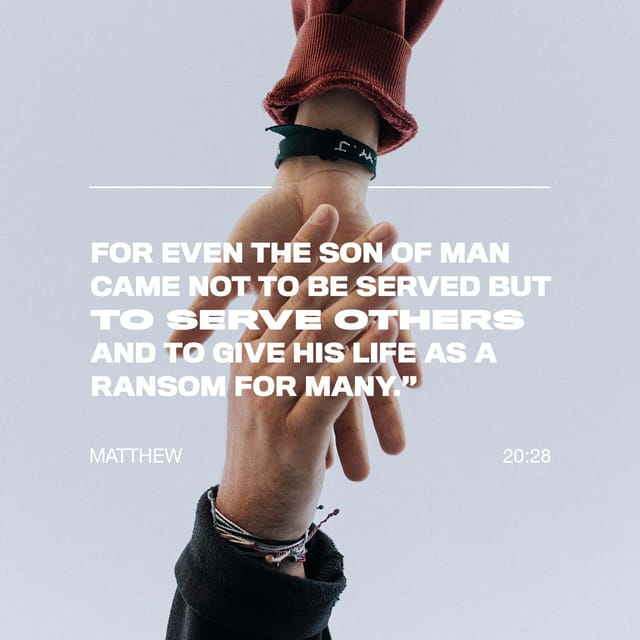 FOR EVEN THE SON OF MAN
CAME NOT TO BE SERVED BUT
TO SERVE OTHERS
AND TO GIVE HIS LIFE AS A
RANSOM FOR MANY.”
MATTHEW 20:28